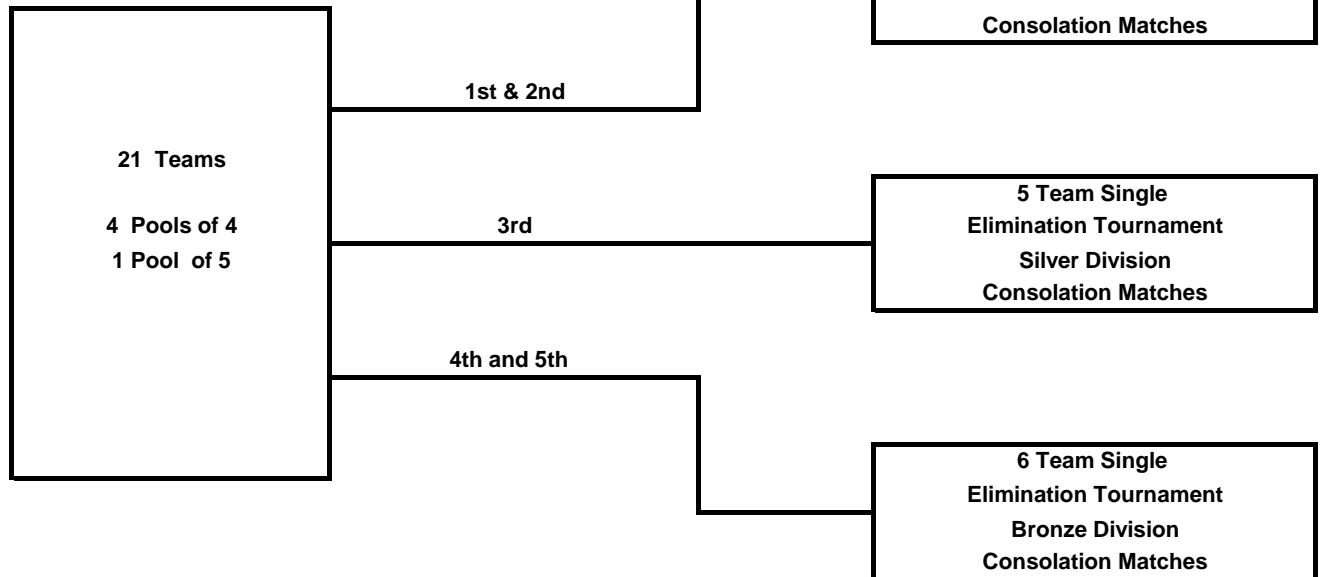 Consolation Matches
1st & 2nd
21 Teams
4 Pools of 4
1 Pool of 5
3rd
5 Team Single
Elimination Tournament
Silver Division
Consolation Matches
4th and 5th
6 Team Single
Elimination Tournament
Bronze Division
Consolation Matches